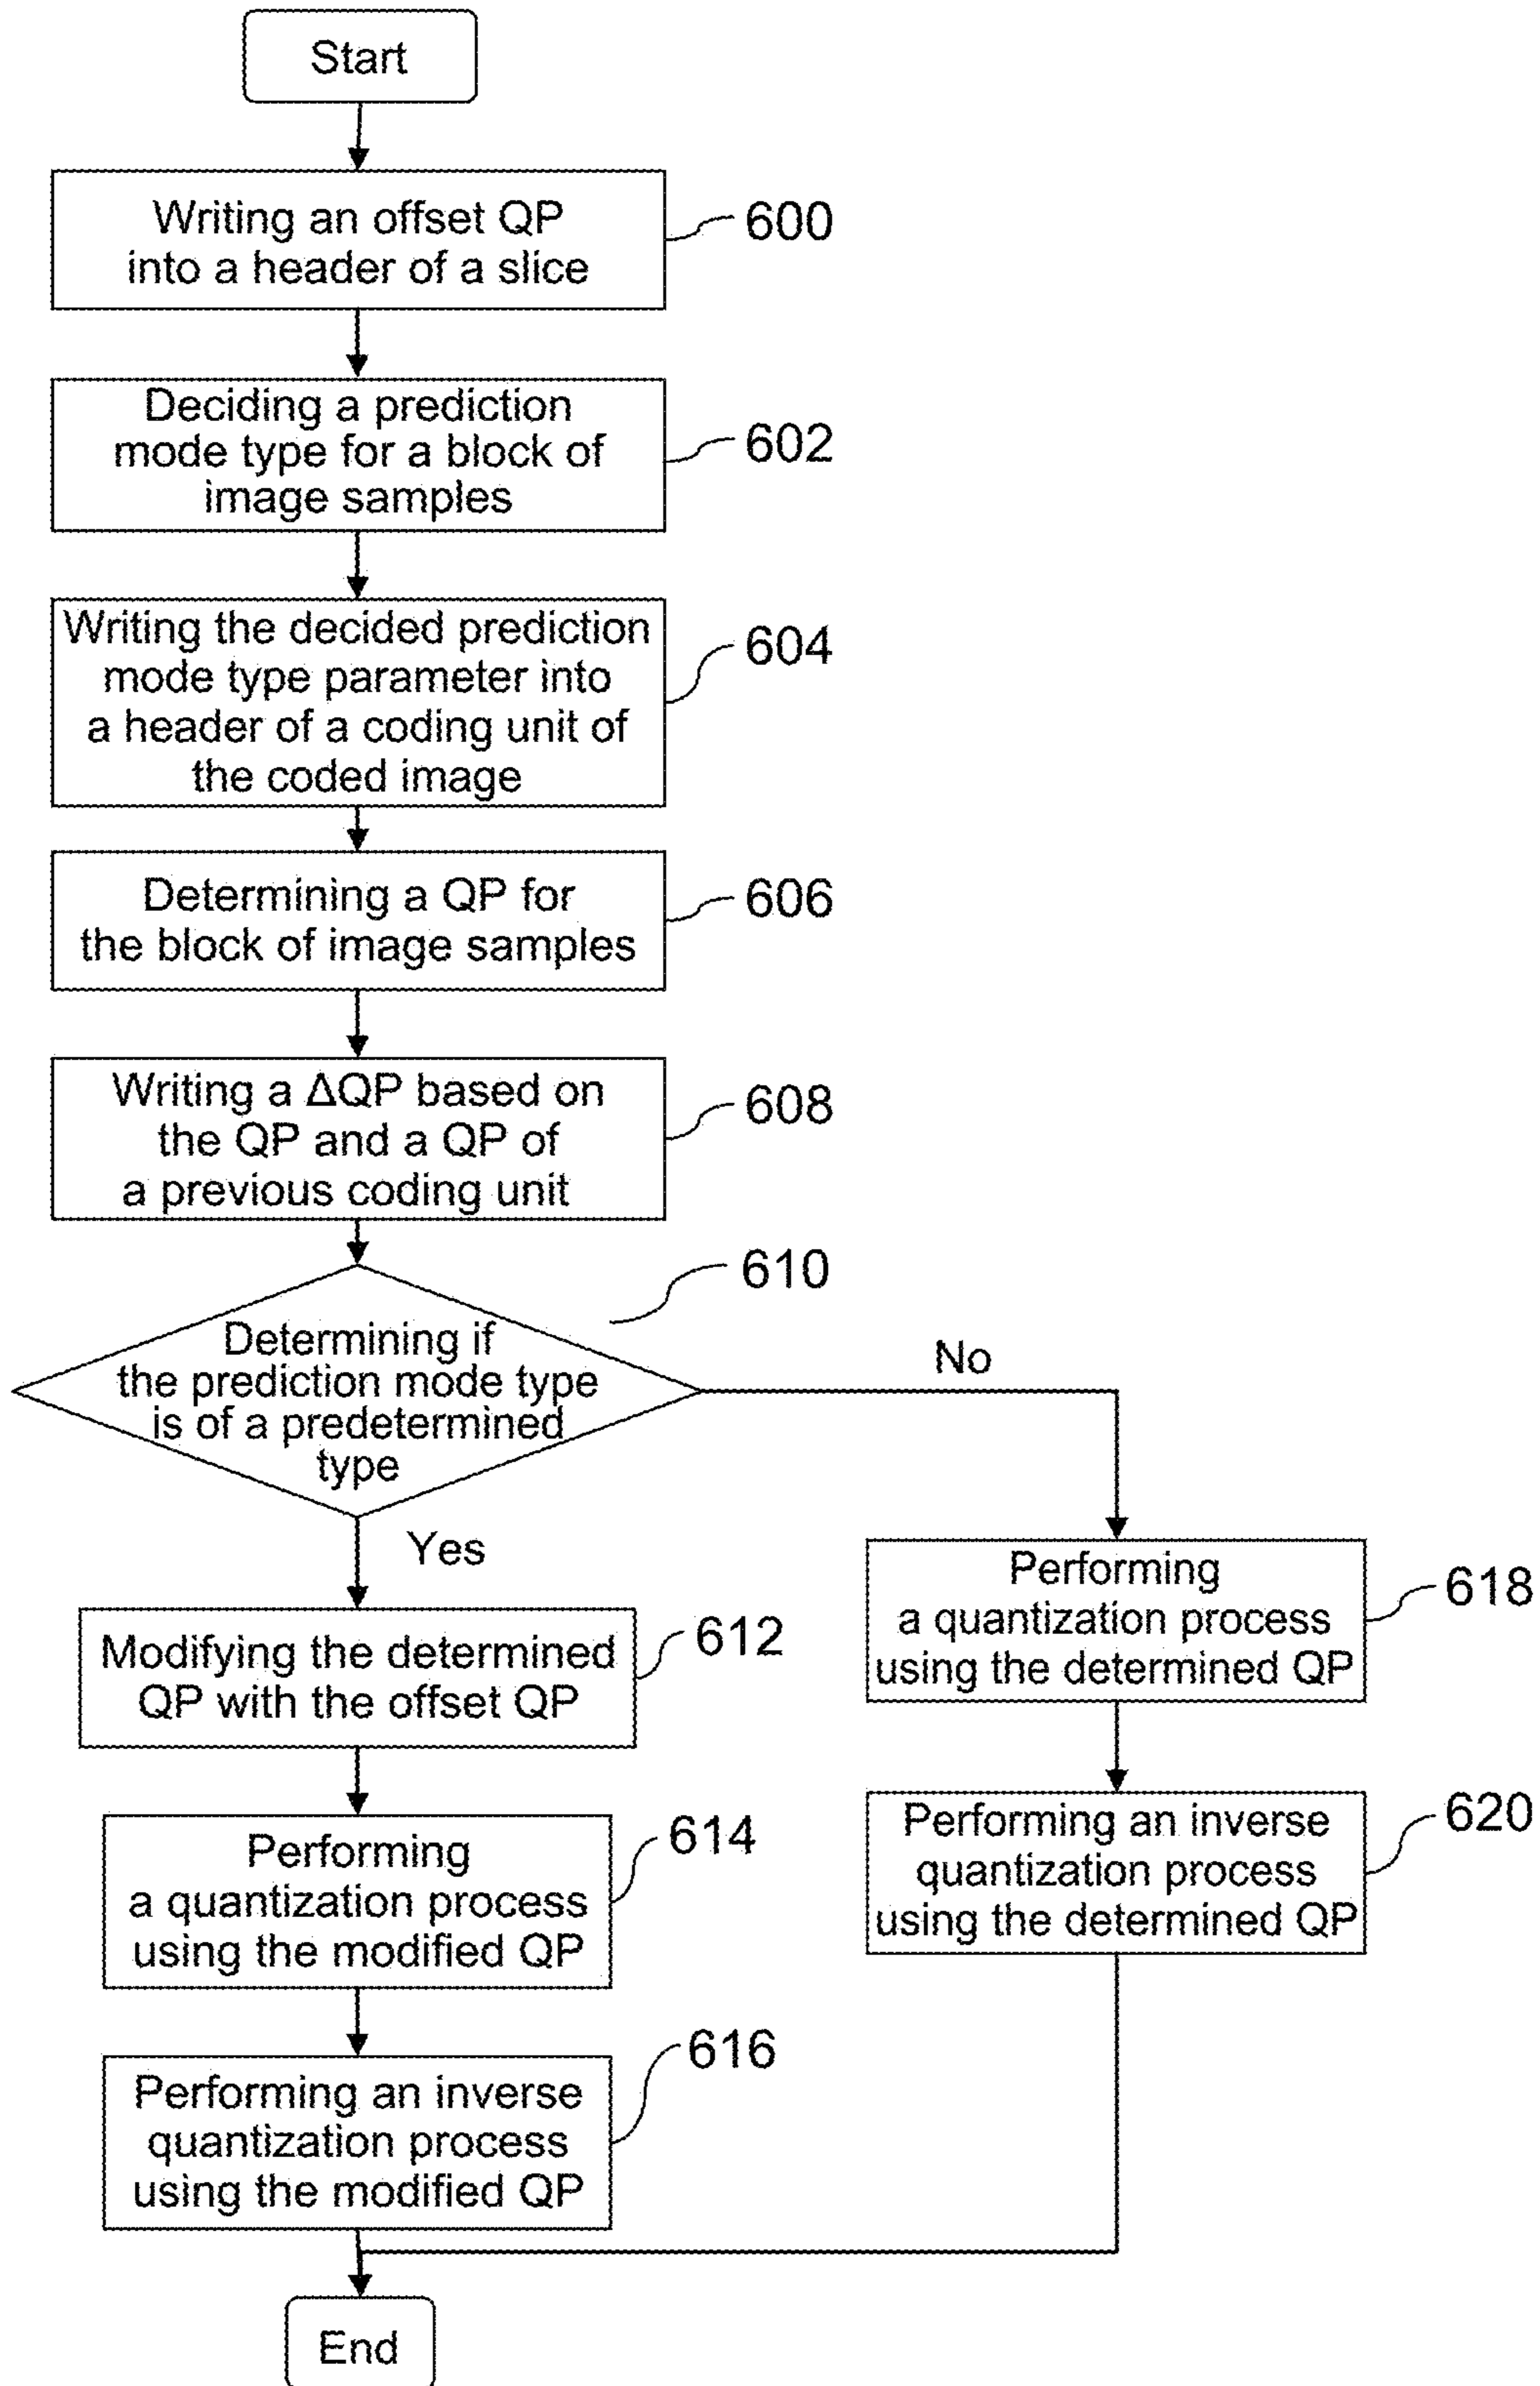 Start
Writing an offset QP
into a header of a slice
600
Deciding a prediction
mode type for a block of
image samples
602
Writing the decided prediction
mode type parameter into
a header of a coding unit of
the coded image
604
Determining a QP for
the block of image samples
606
Writing a ΔQP based on
the QP and a QP of
a previous coding unit
608
610
Determining if
the prediction mode type
is of a predetermined
type
No
Yes
Modifying the determined
QP with the offset QP
612
Performing
a quantization process
using the modified QP
614
Performing an inverse
quantization process
using the modified QP
616
Performing
a quantization process
using the determined QP
618
Performing an inverse
quantization process
using the determined QP
620
End